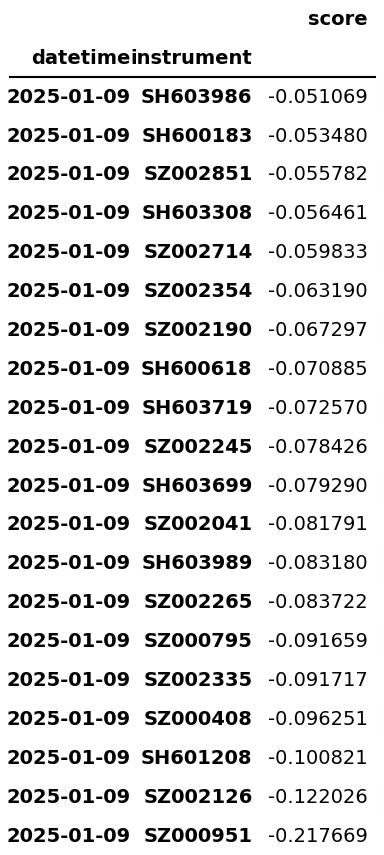 score
datetime instrument
2025-01-09 SH603986 -0.051069
2025-01-09 SH600183 -0.053480
2025-01-09 SZ002851 -0.055782
2025-01-09 SH603308 -0.056461
2025-01-09 SZ002714 -0.059833
2025-01-09 SZ002354 -0.063190
2025-01-09 SZ002190 -0.067297
2025-01-09 SH600618 -0.070885
2025-01-09 SH603719 -0.072570
2025-01-09 SZ002245 -0.078426
2025-01-09 SH603699 -0.079290
2025-01-09 SZ002041 -0.081791
2025-01-09 SH603989 -0.083180
2025-01-09 SZ002265 -0.083722
2025-01-09 SZ000795 -0.091659
2025-01-09 SZ002335 -0.091717
2025-01-09 SZ000408 -0.096251
2025-01-09 SH601208 -0.100821
2025-01-09 SZ002126 -0.122026
2025-01-09 SZ000951 -0.217669